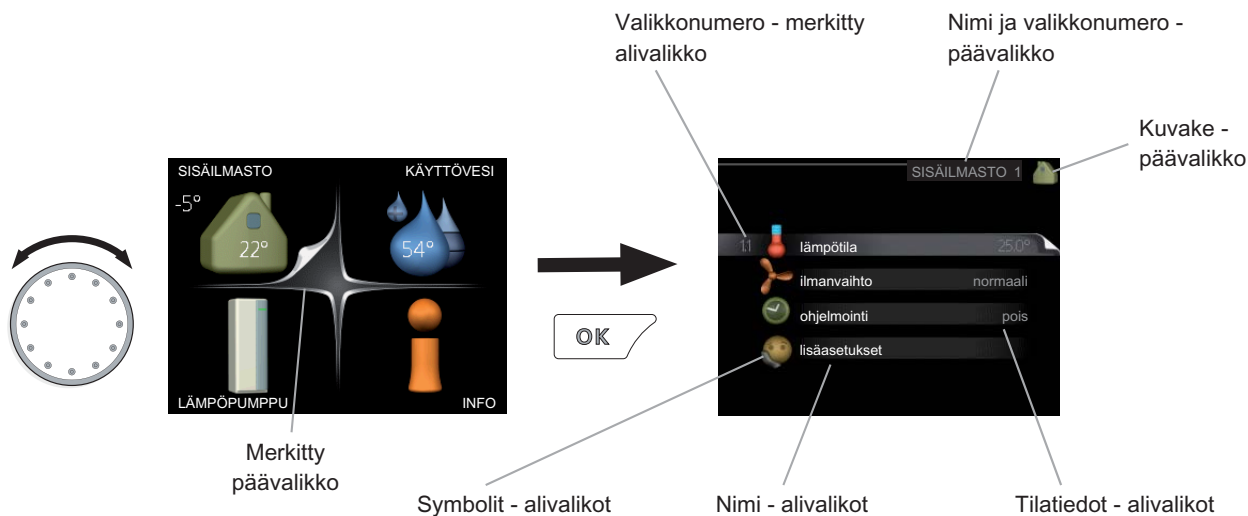 Valikkonumero - merkitty
alivalikko
Nimi ja valikkonumero -
päävalikko
Kuvake -
päävalikko
SISÄILMASTO
KÄYTTÖVESI
-5°
22°
54°
LÄMPÖPUMPPU
INFO
OK
SISÄILMASTO 1
1.1 lämpötila 25.0°
ilmanvaihto normaali
ohjelmointi pois
lisäasetukset
Merkitty
päävalikko
Symbolit - alivalikot
Nimi - alivalikot
Tilatiedot - alivalikot